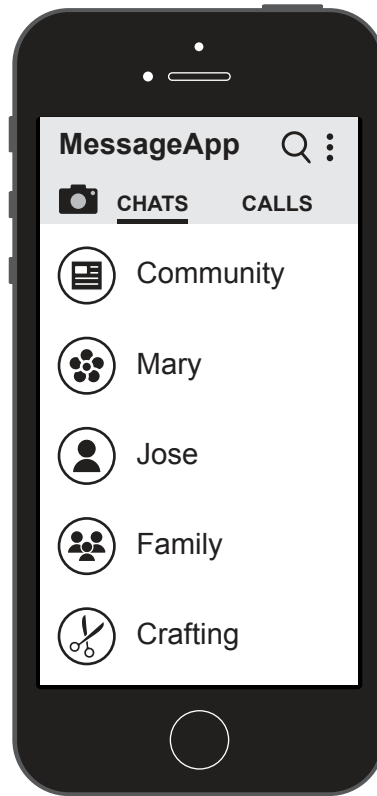 MessageApp
CHATS CALLS
Community
Mary
Jose
Family
Crafting